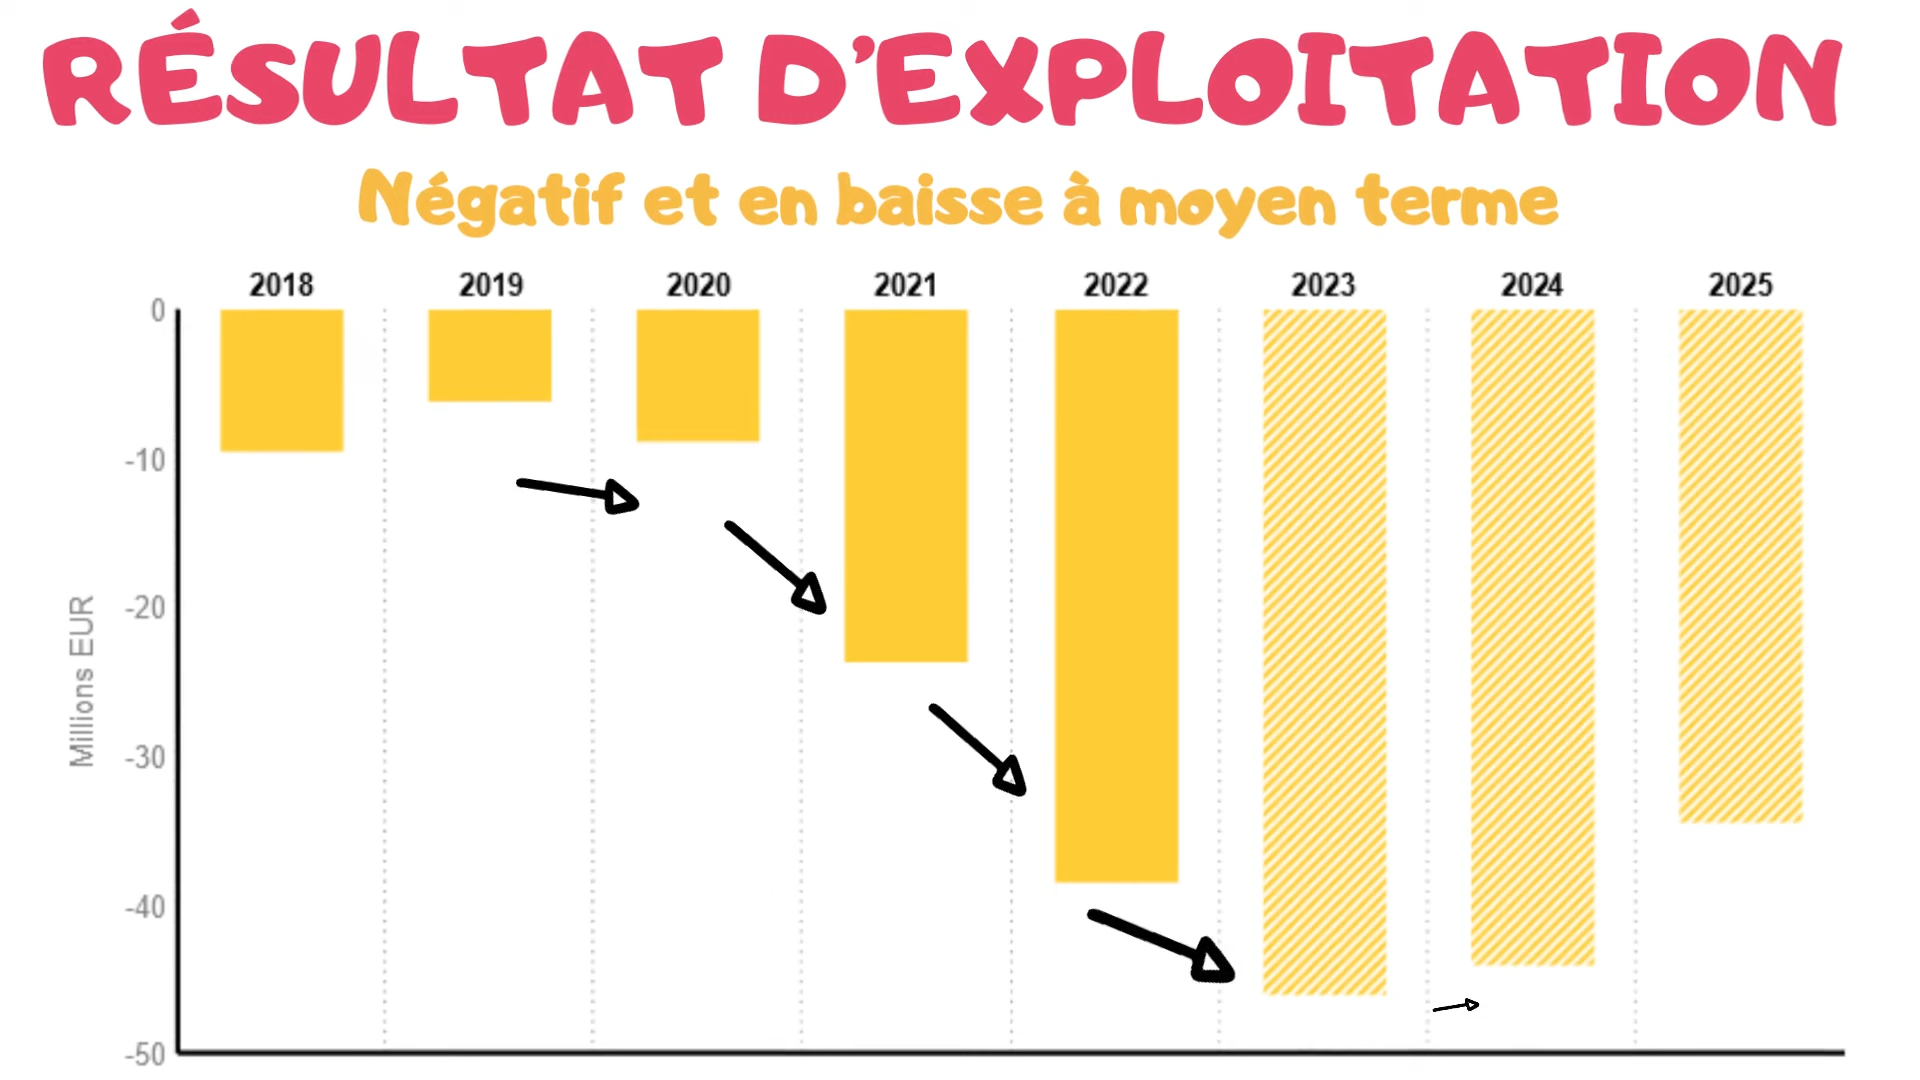 RÉSULTAT D'EXPLOITATION
Négatif et en baisse à moyen terme
2018 2019 2020 2021 2022 2023 2024 2025
0
-10
-20
-30
-40
-50
Millions EUR